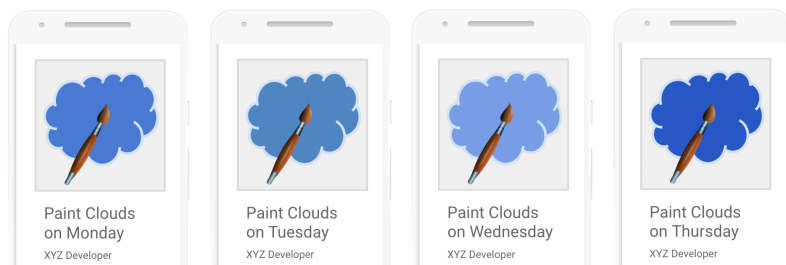 Paint Clouds
on Monday
XYZ Developer
Paint Clouds
on Tuesday
XYZ Developer
Paint Clouds
on Wednesday
XYZ Developer
Paint Clouds
on Thursday
XYZ Developer